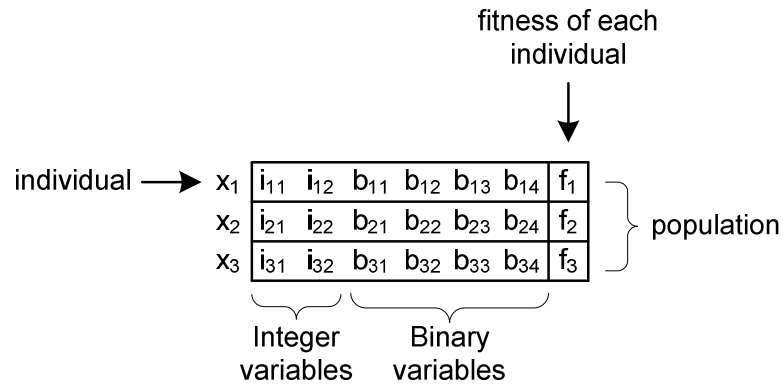 fitness of each
individual
individual
x₁ i₁₁ i₁₂ b₁₁ b₁₂ b₁₃ b₁₄ f₁
x₂ i₂₁ i₂₂ b₂₁ b₂₂ b₂₃ b₂₄ f₂
x₃ i₃₁ i₃₂ b₃₁ b₃₂ b₃₃ b₃₄ f₃
population
Integer
variables
Binary
variables